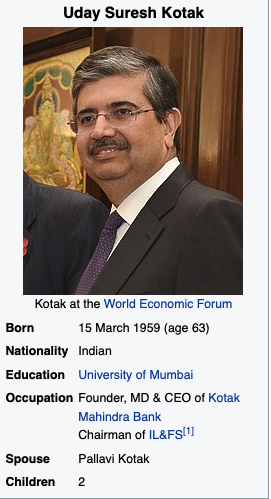 Uday Suresh Kotak
Kotak at the World Economic Forum
Born 15 March 1959 (age 63)
Nationality Indian
Education University of Mumbai
Occupation Founder, MD & CEO of Kotak
Mahindra Bank
Chairman of IL&FS[1]
Spouse Pallavi Kotak
Children 2